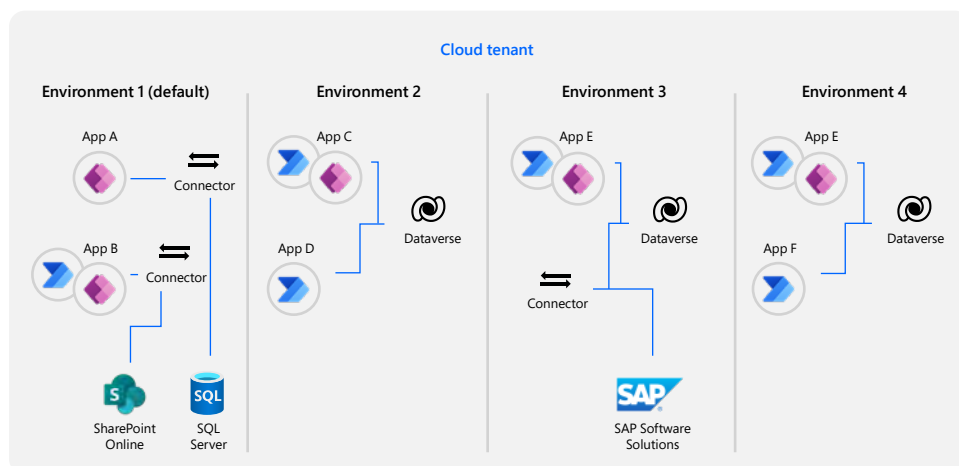 Cloud tenant
Environment 1 (default)
App A
Connector
App B
Connector
S
SharePoint
Online
SQL
SQL
Server
Environment 2
App C
Dataverse
App D
Environment 3
App E
Dataverse
Connector
SAP
SAP Software
Solutions
Environment 4
App E
Dataverse
App F